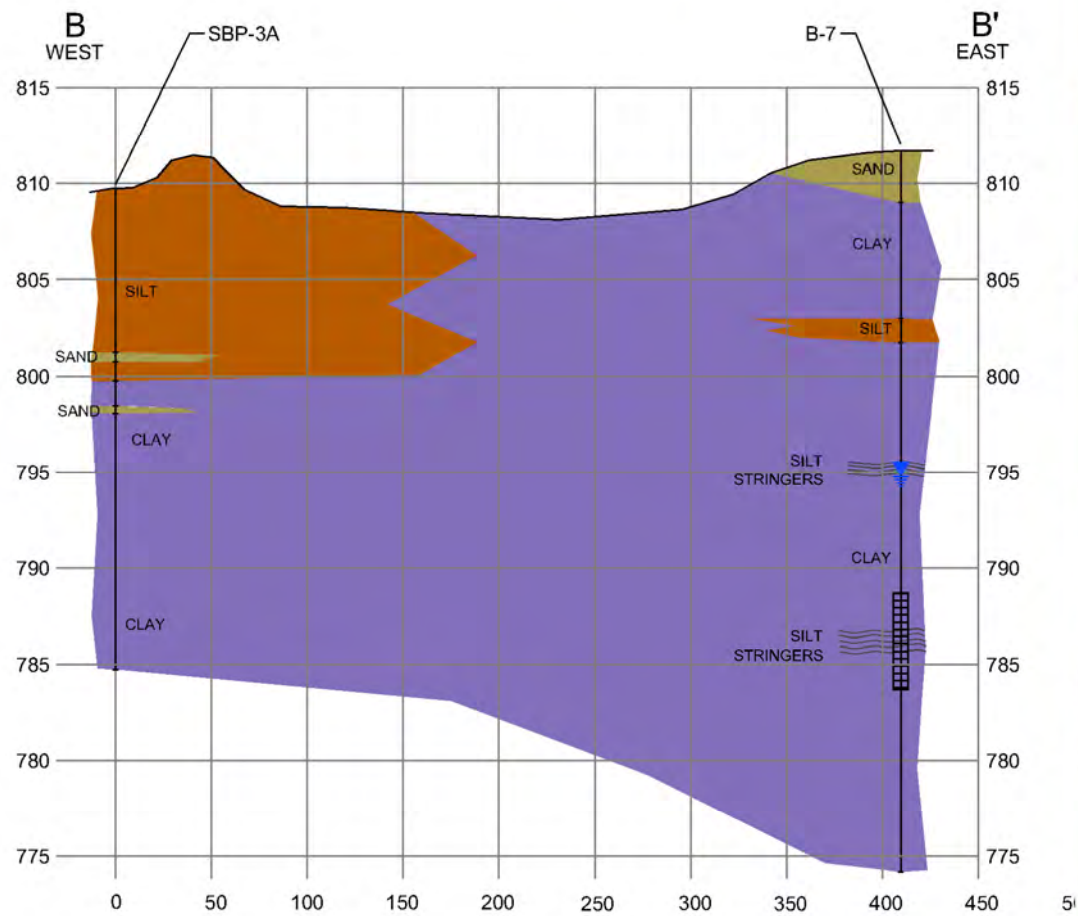 B
WEST
SBP-3A
B-7
B'
EAST
815
815
810
SAND
810
CLAY
805
SILT
805
SILT
SAND
800
800
SAND
CLAY
795
SILT
STRINGERS
795
790
CLAY
790
CLAY
SILT
STRINGERS
785
785
780
780
775
775
0
50
100
150
200
250
300
350
400
450